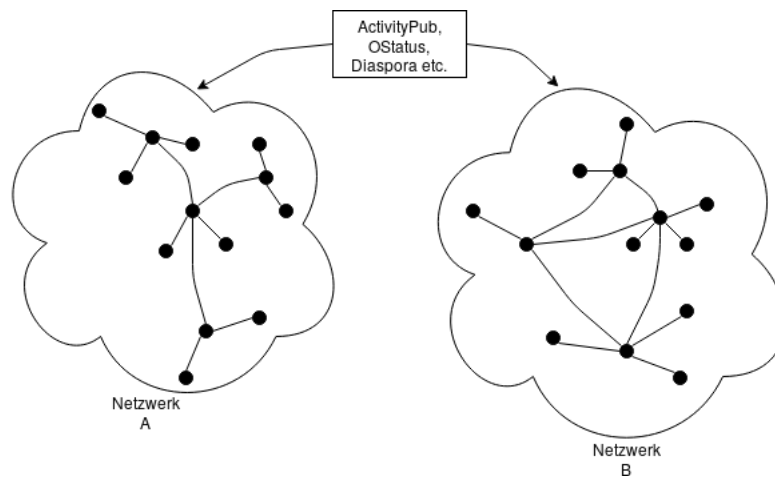 ActivityPub,
OStatus,
Diaspora etc.
Netzwerk
A
Netzwerk
B